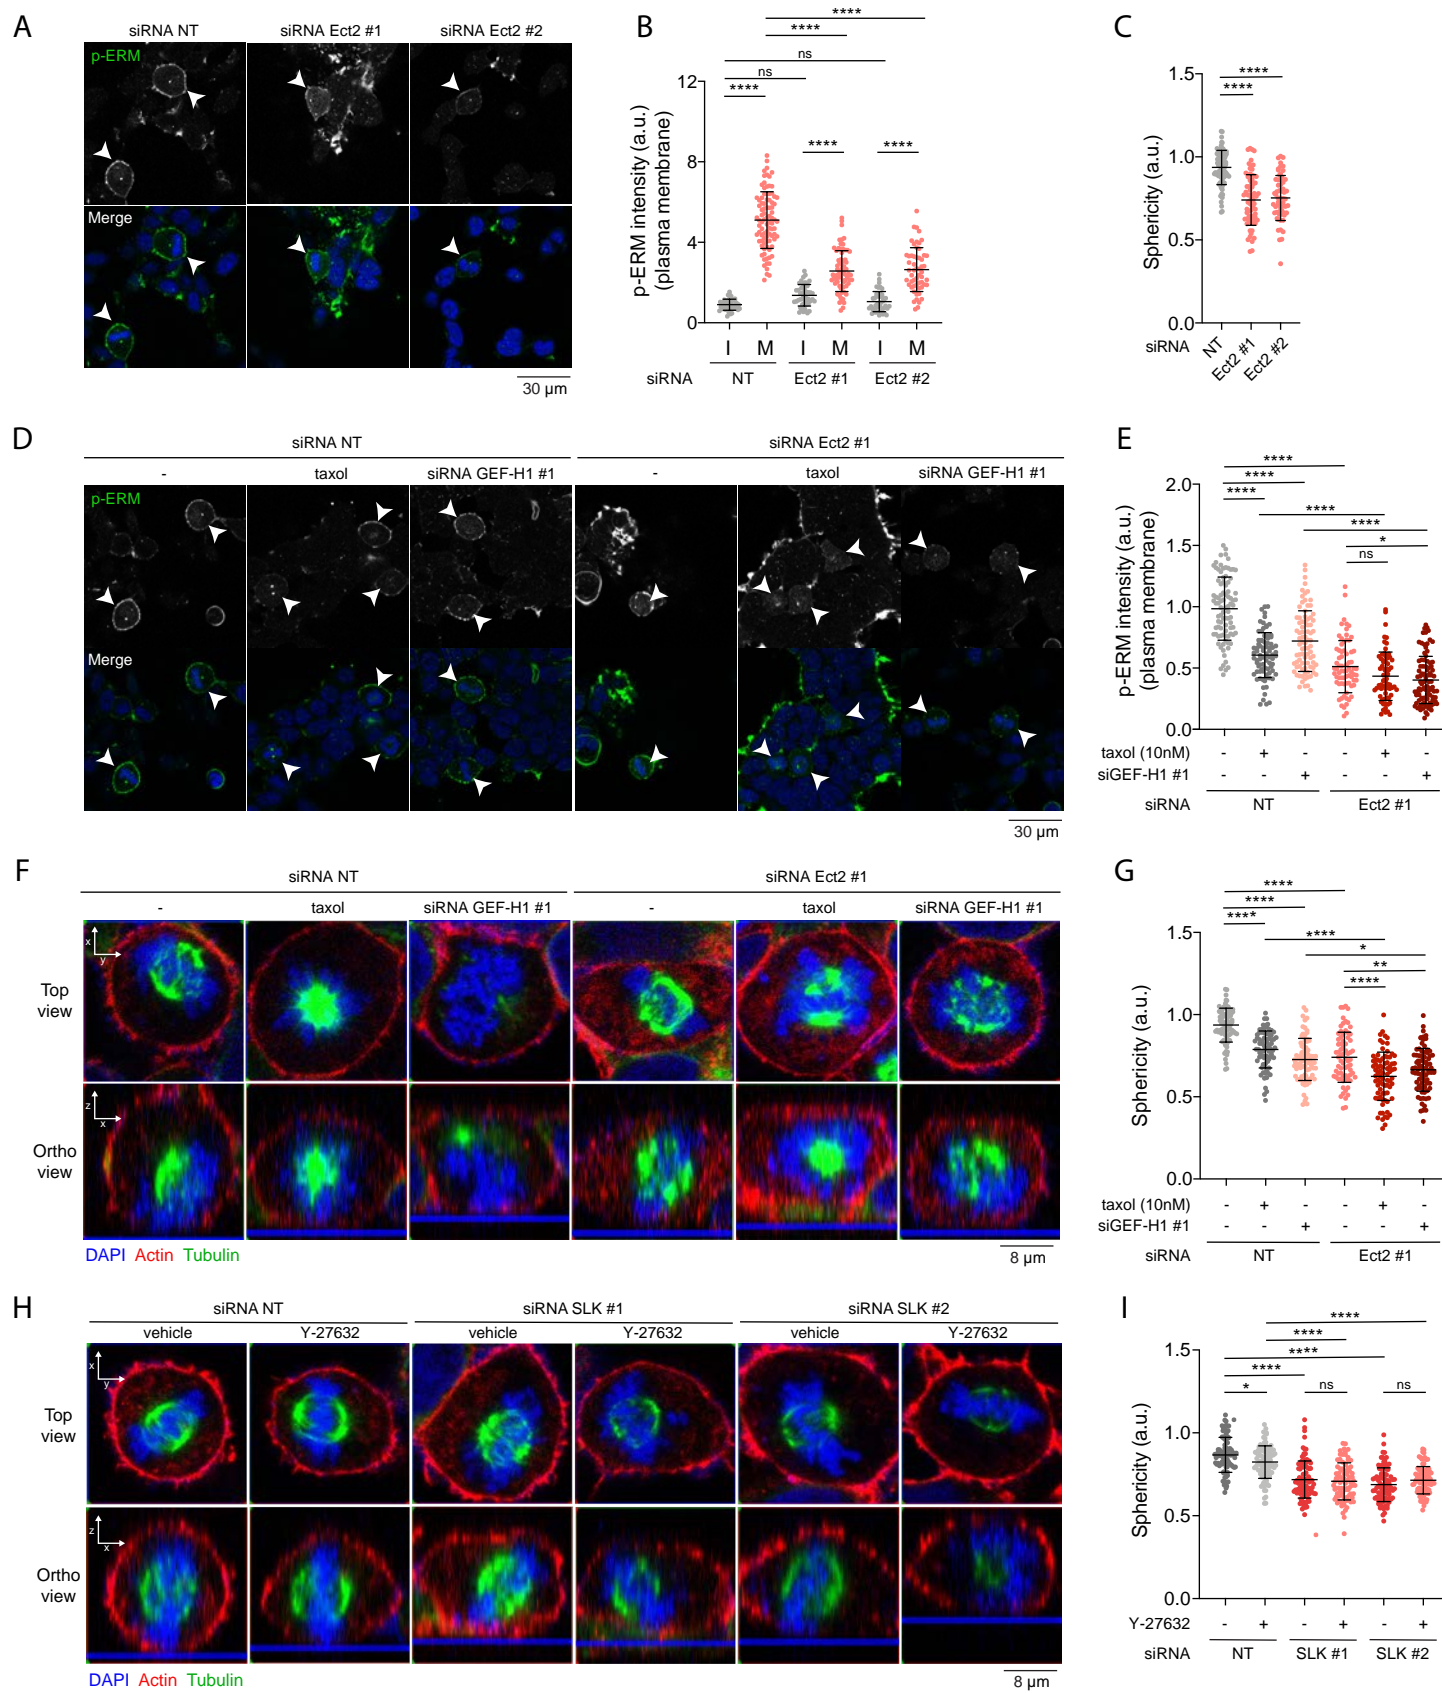 A
siRNA NT
siRNA Ect2 #1
siRNA Ect2 #2
p-ERM
Merge
30 µm
B
p-ERM intensity (a.u.)
(plasma membrane)
12
8
4
0
****
****
ns
ns
****
****
****
I M I M I M
siRNA NT Ect2 #1 Ect2 #2
C
Sphericity (a.u.)
1.5
1.0
0.5
0.0
****
****
siRNA NT Ect2 #1 Ect2 #2
D
siRNA NT
siRNA Ect2 #1
- taxol siRNA GEF-H1 #1 - taxol siRNA GEF-H1 #1
p-ERM
Merge
30 µm
E
p-ERM intensity (a.u.)
(plasma membrane)
2.0
1.5
1.0
0.5
0.0
****
****
****
****
****
*
ns
taxol (10nM) - + - - + -
siGEF-H1 #1 - - + - - +
siRNA NT Ect2 #1
F
siRNA NT
siRNA Ect2 #1
- taxol siRNA GEF-H1 #1 - taxol siRNA GEF-H1 #1
x
y
Top
view
z
x
Ortho
view
DAPI Actin Tubulin
8 µm
G
Sphericity (a.u.)
1.5
1.0
0.5
0.0
****
****
****
****
*
**
****
taxol (10nM) - + - - + -
siGEF-H1 #1 - - + - - +
siRNA NT Ect2 #1
H
siRNA NT
siRNA SLK #1
siRNA SLK #2
vehicle Y-27632 vehicle Y-27632 vehicle Y-27632
x
y
Top
view
z
x
Ortho
view
DAPI Actin Tubulin
8 µm
I
Sphericity (a.u.)
1.5
1.0
0.5
0.0
****
****
****
****
* ns ns
Y-27632 - + - + - +
siRNA NT SLK #1 SLK #2